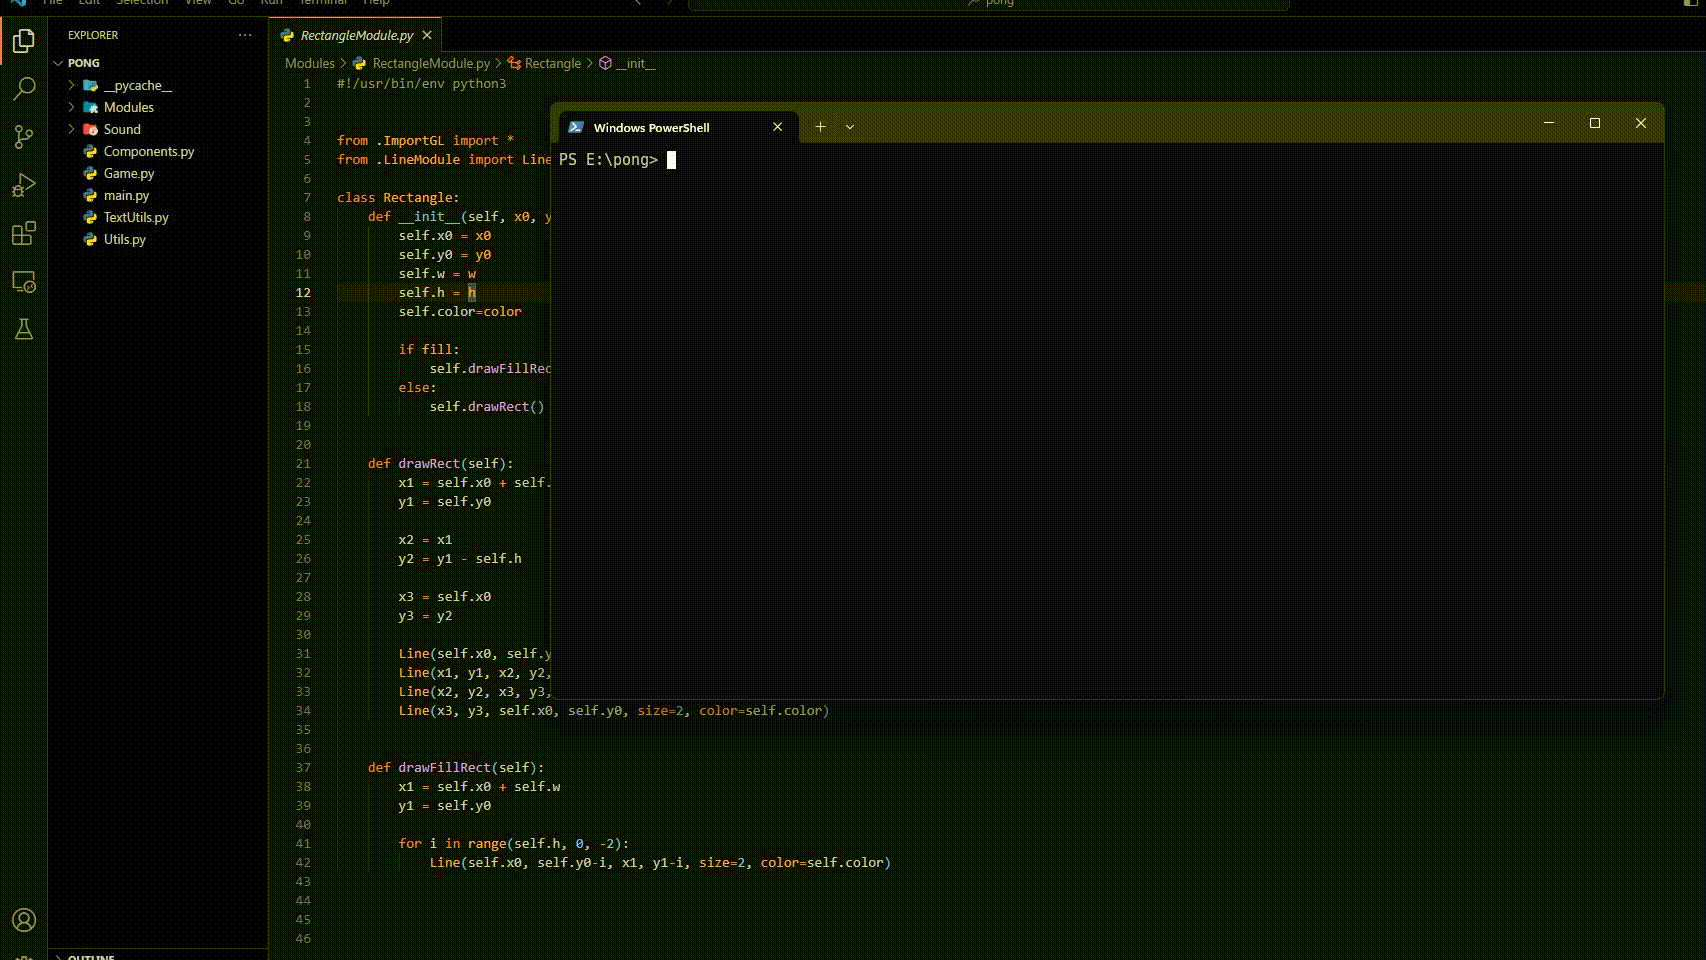 File Edit Selection View Go Run Terminal Help
pong
EXPLORER
PONG
__pycache__
Modules
Sound
Components.py
Game.py
main.py
TextUtils.py
Utils.py
OUTLINE
RectangleModule.py
Modules > RectangleModule.py > Rectangle > __init__
1 #!/usr/bin/env python3
2
3
4 from .ImportGL import *
5 from .LineModule import Line
6
7 class Rectangle:
8 def __init__(self, x0, y
9 self.x0 = x0
10 self.y0 = y0
11 self.w = w
12 self.h = h
13 self.color=color
14
15 if fill:
16 self.drawFillRec
17 else:
18 self.drawRect()
19
20
21 def drawRect(self):
22 x1 = self.x0 + self.
23 y1 = self.y0
24
25 x2 = x1
26 y2 = y1 - self.h
27
28 x3 = self.x0
29 y3 = y2
30
31 Line(self.x0, self.y
32 Line(x1, y1, x2, y2,
33 Line(x2, y2, x3, y3,
34 Line(x3, y3, self.x0, self.y0, size=2, color=self.color)
35
36
37 def drawFillRect(self):
38 x1 = self.x0 + self.w
39 y1 = self.y0
40
41 for i in range(self.h, 0, -2):
42 Line(self.x0, self.y0-i, x1, y1-i, size=2, color=self.color)
43
44
45
46
Windows PowerShell
PS E:\pong>